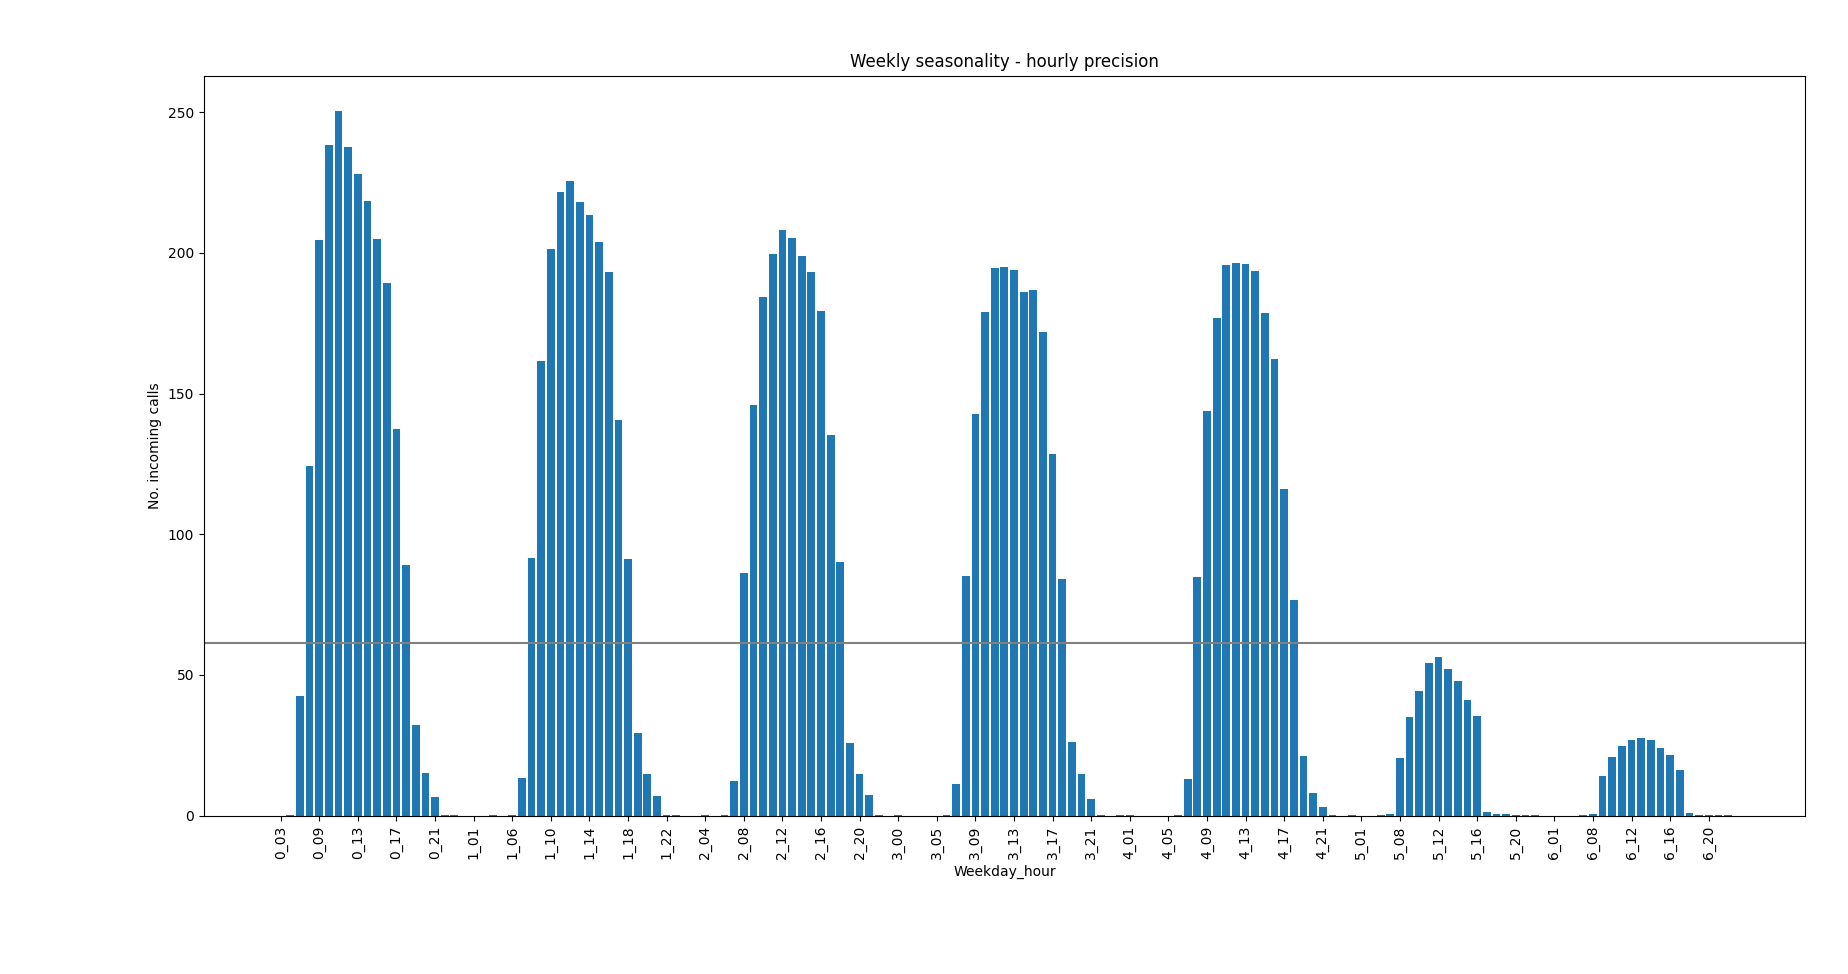 Weekly seasonality - hourly precision
250
200
150
100
50
0
No. incoming calls
0_03 0_09 0_13 0_17 0_21 1_01 1_06 1_10 1_14 1_18 1_22 2_04 2_08 2_12 2_16 2_20 3_00 3_05 3_09 3_13 3_17 3_21 4_01 4_05 4_09 4_13 4_17 4_21 5_01 5_08 5_12 5_16 5_20 6_01 6_08 6_12 6_16 6_20
Weekday_hour